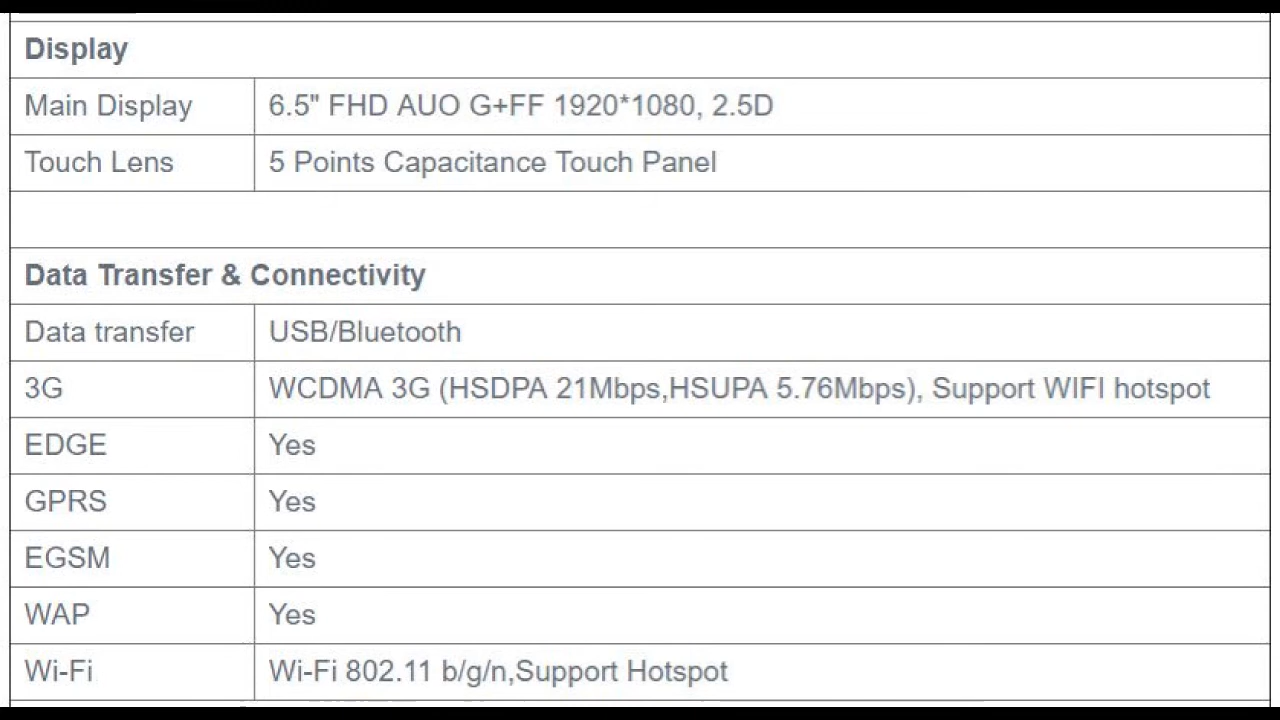 Display
Main Display 6.5" FHD AUO G+FF 1920*1080, 2.5D
Touch Lens 5 Points Capacitance Touch Panel
Data Transfer & Connectivity
Data transfer USB/Bluetooth
3G WCDMA 3G (HSDPA 21Mbps,HSUPA 5.76Mbps), Support WIFI hotspot
EDGE Yes
GPRS Yes
EGSM Yes
WAP Yes
Wi-Fi Wi-Fi 802.11 b/g/n,Support Hotspot